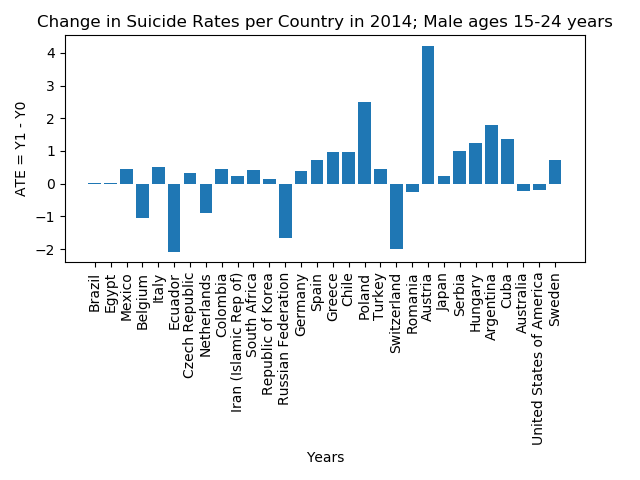 Change in Suicide Rates per Country in 2014; Male ages 15-24 years
ATE = Y1 - Y0
4
3
2
1
0
−1
−2
Brazil
Egypt
Mexico
Belgium
Italy
Ecuador
Czech Republic
Netherlands
Colombia
Iran (Islamic Rep of)
South Africa
Republic of Korea
Russian Federation
Germany
Spain
Greece
Chile
Poland
Turkey
Switzerland
Romania
Austria
Japan
Serbia
Hungary
Argentina
Cuba
Australia
United States of America
Sweden
Years